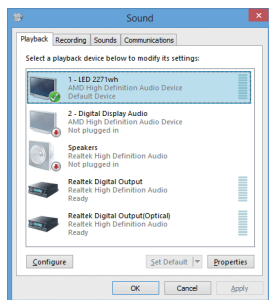 Sound
Playback Recording Sounds Communications
Select a playback device below to modify its settings:
1 - LED 2271wh
AMD High Definition Audio Device
Default Device
2 - Digital Display Audio
AMD High Definition Audio Device
Not plugged in
Speakers
Realtek High Definition Audio
Not plugged in
Realtek Digital Output
Realtek High Definition Audio
Ready
Realtek Digital Output(Optical)
Realtek High Definition Audio
Ready
Configure Set Default Properties
OK Cancel Apply